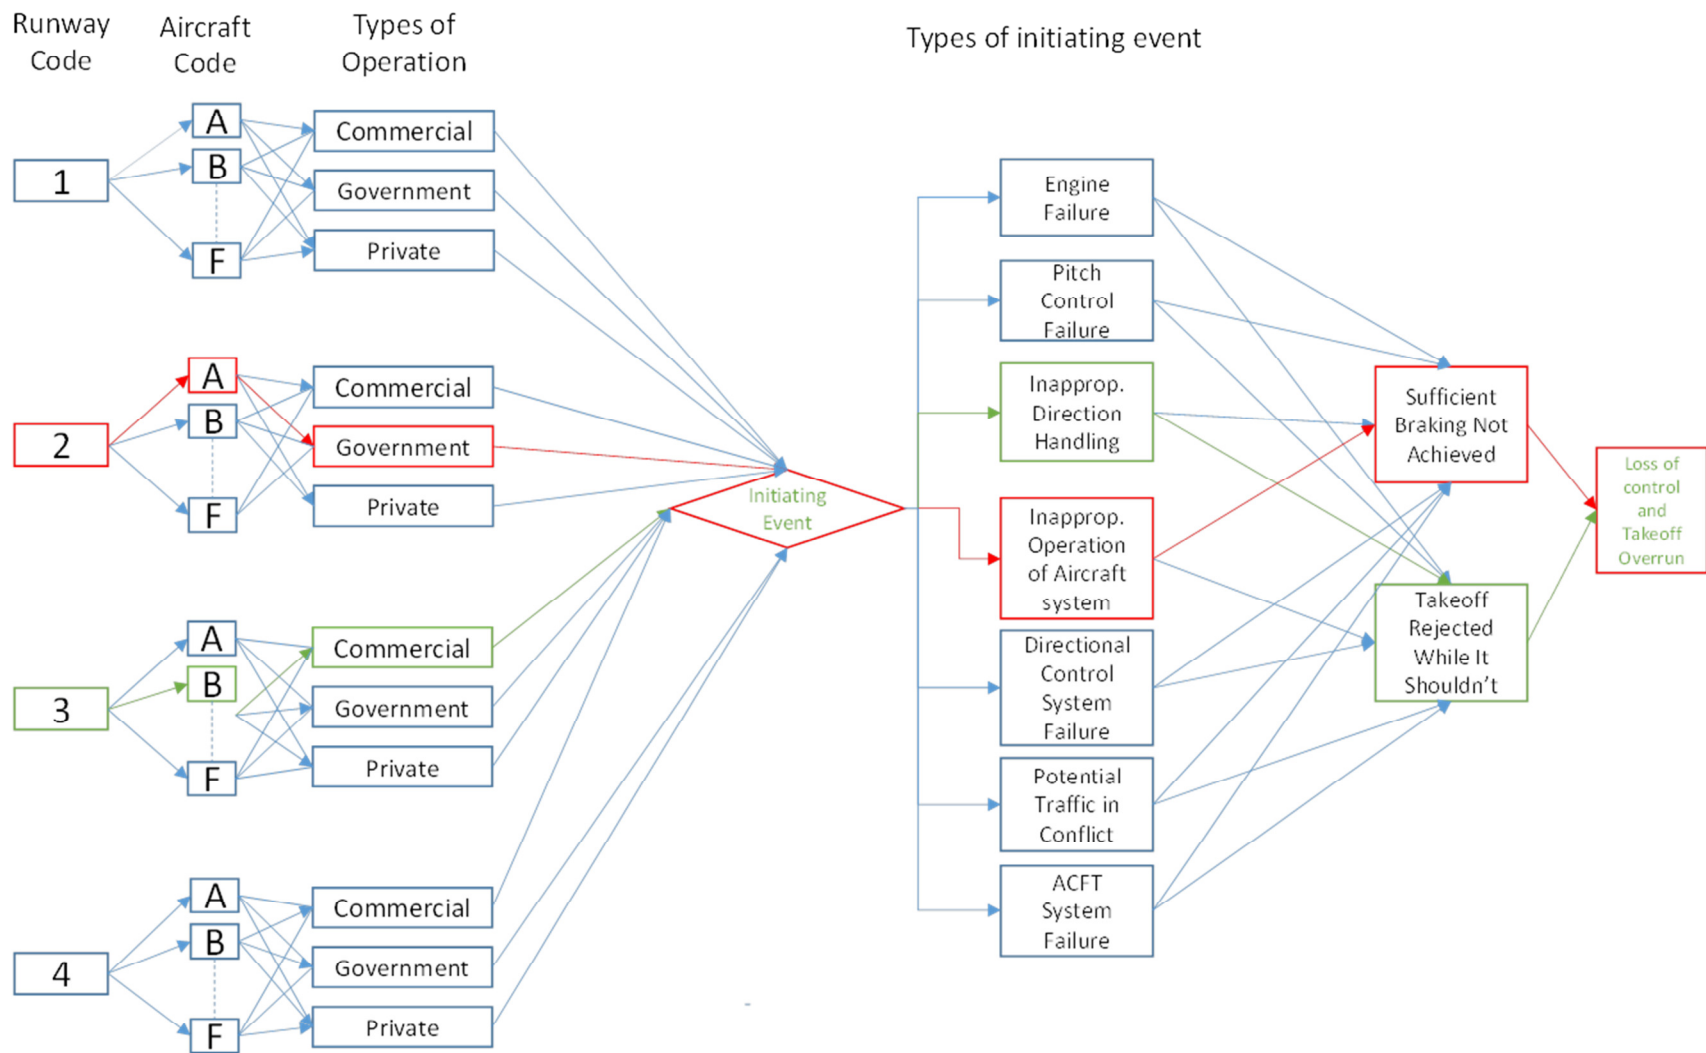 Runway
Code
Aircraft
Code
Types of
Operation
Types of initiating event
1
A
B
F
Commercial
Government
Private
2
A
B
F
Commercial
Government
Private
3
A
B
F
Commercial
Government
Private
4
A
B
F
Commercial
Government
Private
Initiating
Event
Engine
Failure
Pitch
Control
Failure
Inapprop.
Direction
Handling
Inapprop.
Operation
of Aircraft
system
Directional
Control
System
Failure
Potential
Traffic in
Conflict
ACFT
System
Failure
Sufficient
Braking Not
Achieved
Takeoff
Rejected
While It
Shouldn't
Loss of
control
and
Takeoff
Overrun